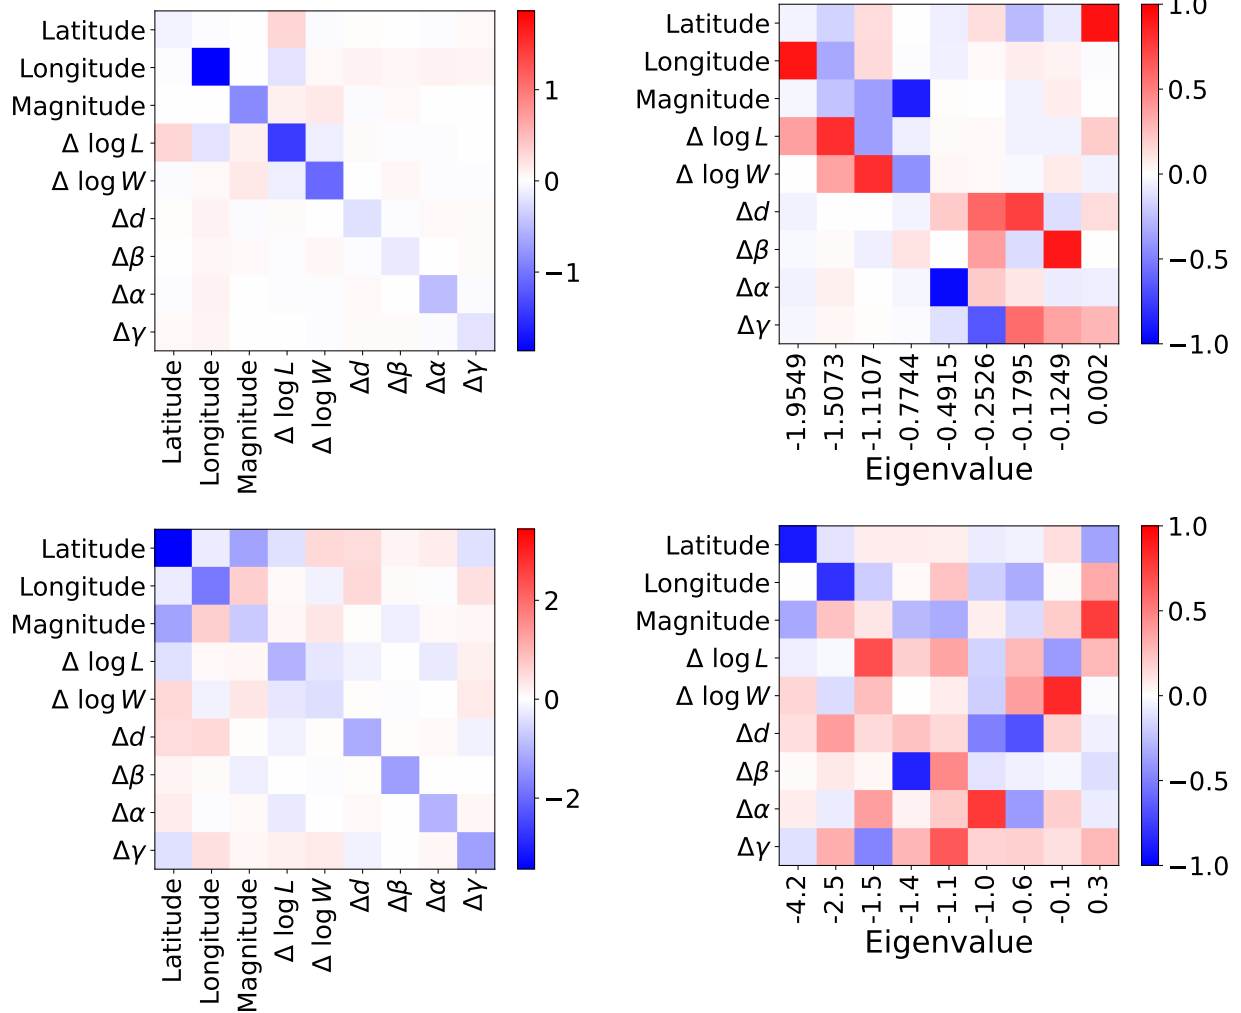 Latitude
Longitude
Magnitude
Δ log L
Δ log W
Δd
Δβ
Δα
Δγ
Latitude
Longitude
Magnitude
Δ log L
Δ log W
Δd
Δβ
Δα
Δγ
1
0
−1
Latitude
Longitude
Magnitude
Δ log L
Δ log W
Δd
Δβ
Δα
Δγ
-1.9549
-1.5073
-1.1107
-0.7744
-0.4915
-0.2526
-0.1795
-0.1249
0.002
Eigenvalue
1.0
0.5
0.0
−0.5
−1.0
Latitude
Longitude
Magnitude
Δ log L
Δ log W
Δd
Δβ
Δα
Δγ
Latitude
Longitude
Magnitude
Δ log L
Δ log W
Δd
Δβ
Δα
Δγ
2
0
−2
Latitude
Longitude
Magnitude
Δ log L
Δ log W
Δd
Δβ
Δα
Δγ
-4.2
-2.5
-1.5
-1.4
-1.1
-1.0
-0.6
-0.1
0.3
Eigenvalue
1.0
0.5
0.0
−0.5
−1.0